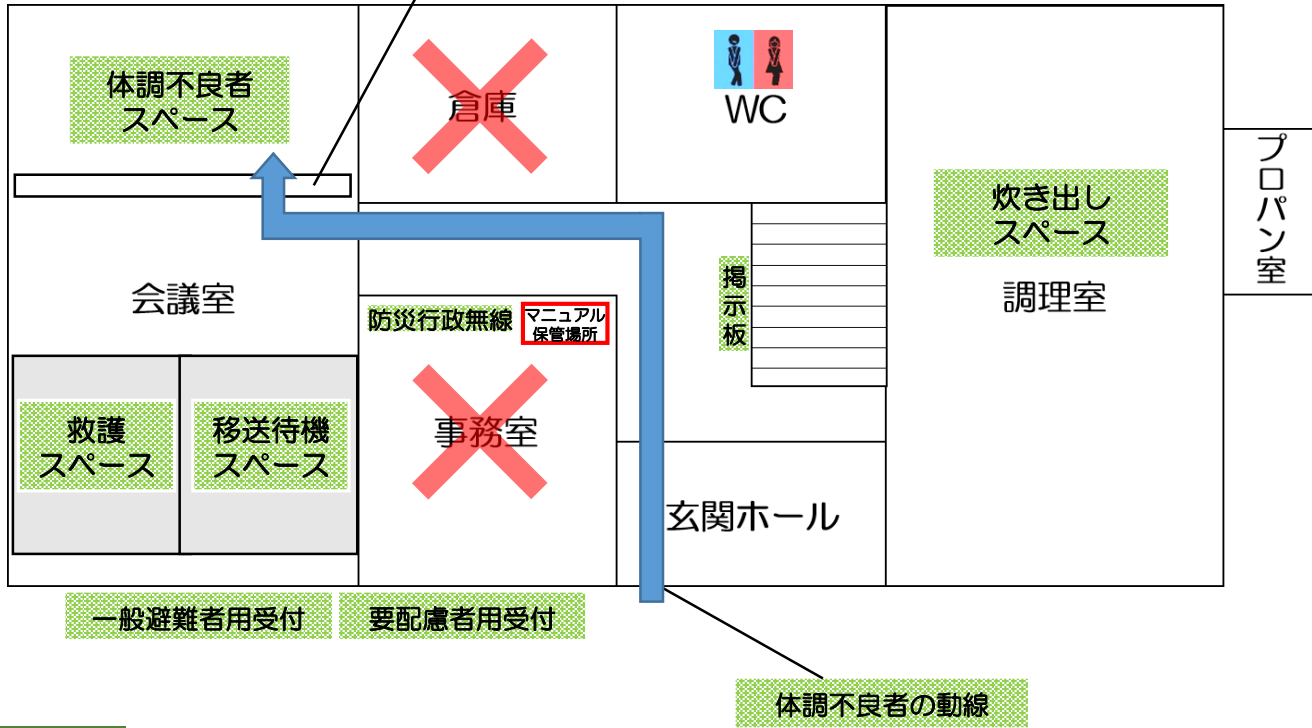 体調不良者
スペース
倉庫
WC
炊き出し
スペース
プロパン室
会議室
調理室
掲示板
防災行政無線
マニュアル
保管場所
救護
スペース
移送待機
スペース
事務室
玄関ホール
一般避難者用受付
要配慮者用受付
体調不良者の動線